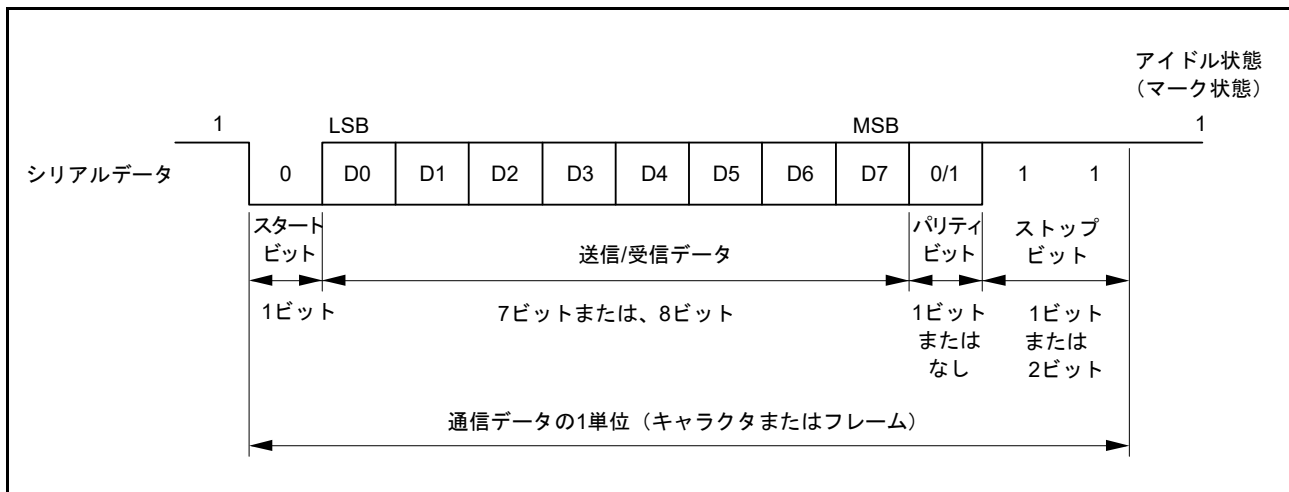 アイドル状態
（マーク状態）
1 LSB MSB 1
シリアルデータ 0 D0 D1 D2 D3 D4 D5 D6 D7 0/1 1 1
スタート
ビット
送信/受信データ
パリティ
ビット
ストップ
ビット
1ビット
7ビットまたは、8ビット
1ビット
または
なし
1ビット
または
2ビット
通信データの1単位（キャラクタまたはフレーム）